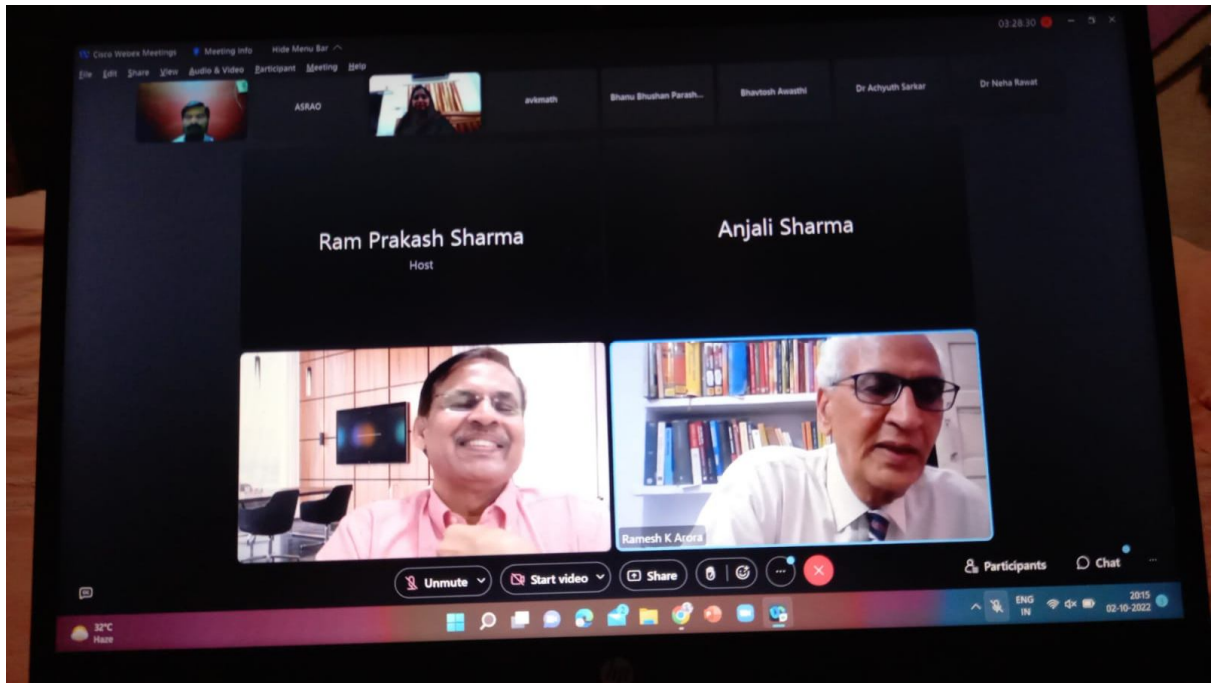 03:28:30
Cisco Webex Meetings Meeting Info Hide Menu Bar
File Edit Share View Audio & Video Participant Meeting Help
ASRAO
avkmath
Bhanu Bhushan Parash...
Bhavtosh Awasthi
Dr Achyuth Sarkar
Dr Neha Rawat
Ram Prakash Sharma
Host
Anjali Sharma
Ramesh K Arora
Unmute Start video Share
Participants Chat
32°C
Haze
ENG
IN
20:15
02-10-2022
hp